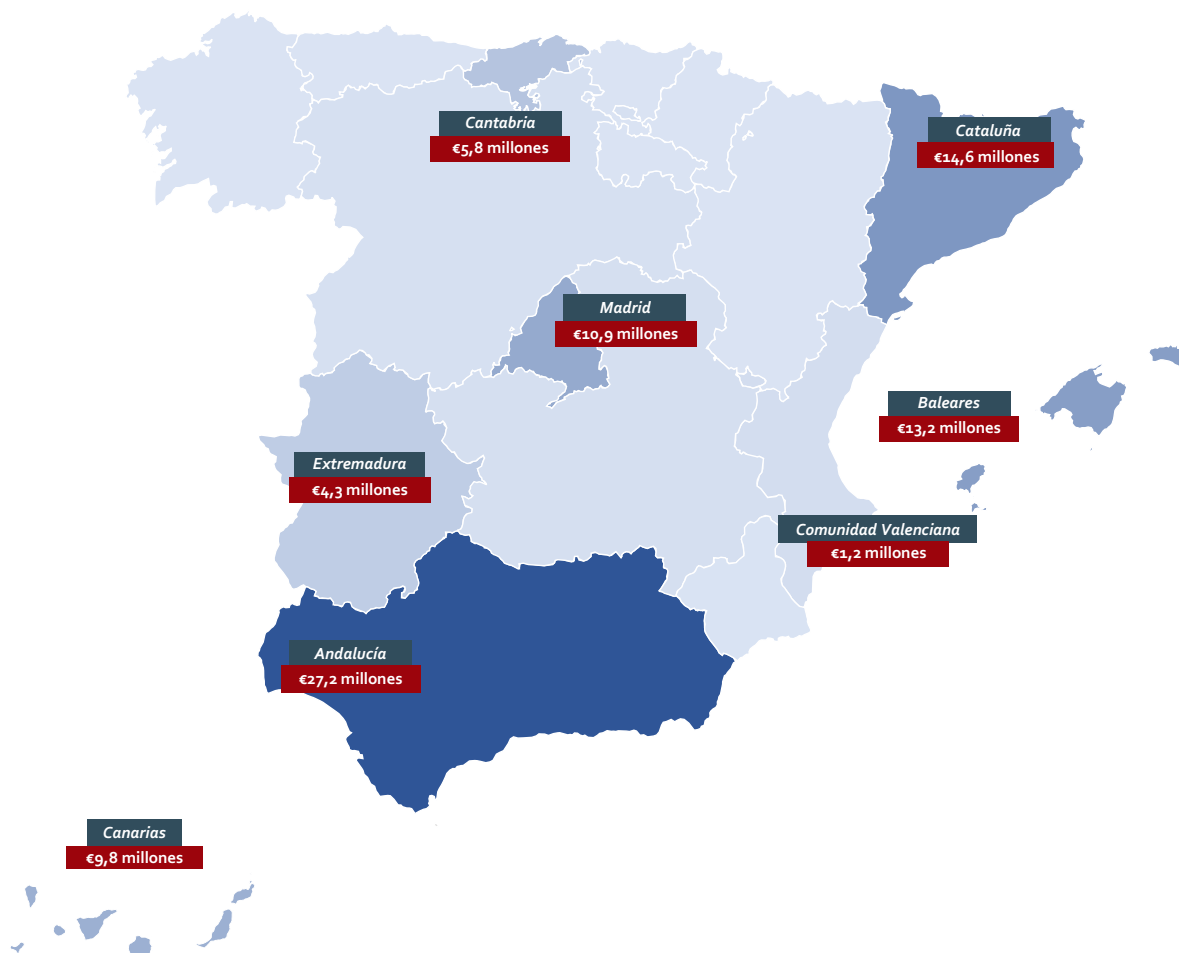 Cantabria
€5,8 millones
Cataluña
€14,6 millones
Madrid
€10,9 millones
Baleares
€13,2 millones
Extremadura
€4,3 millones
Comunidad Valenciana
€1,2 millones
Andalucía
€27,2 millones
Canarias
€9,8 millones